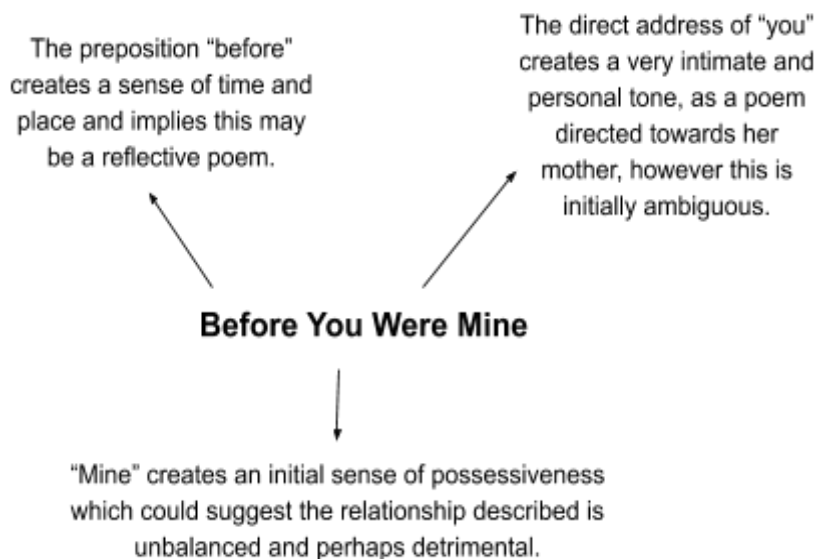 The preposition “before”
creates a sense of time and
place and implies this may
be a reflective poem.
The direct address of “you”
creates a very intimate and
personal tone, as a poem
directed towards her
mother, however this is
initially ambiguous.
Before You Were Mine
“Mine” creates an initial sense of possessiveness
which could suggest the relationship described is
unbalanced and perhaps detrimental.